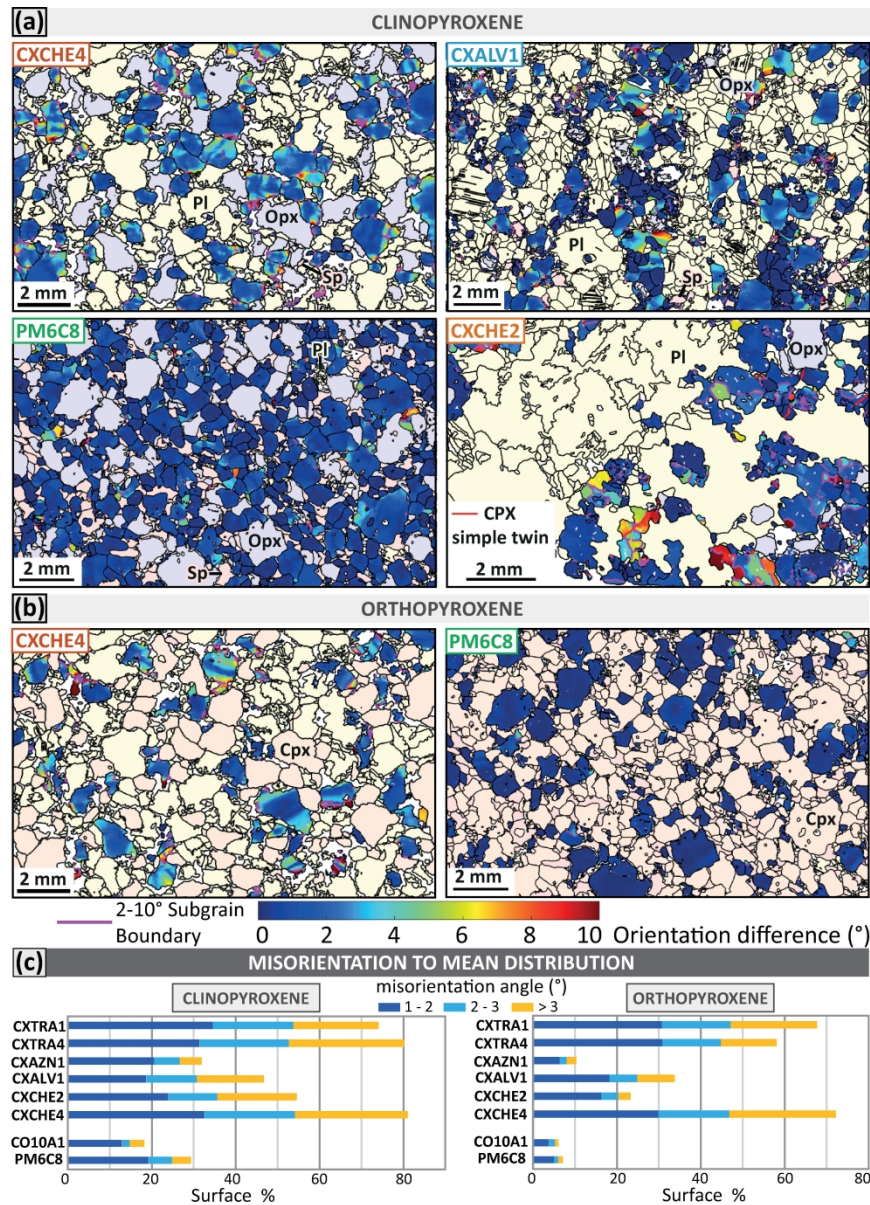 (a) CLINOPYROXENE
CXCHE4
CXALV1
Opx
Pl
Opx
Sp
2 mm
Pl
Sp
2 mm
PM6C8
Pl
Opx
Sp
2 mm
CXCHE2
Pl
Opx
CPX
simple twin
2 mm
(b) ORTHOPYROXENE
CXCHE4
Cpx
2 mm
PM6C8
Cpx
2 mm
2-10° Subgrain
Boundary
0 2 4 6 8 10 Orientation difference (°)
(c) MISORIENTATION TO MEAN DISTRIBUTION
CLINOPYROXENE
misorientation angle (°)
1 - 2 2 - 3 > 3
ORTHOPYROXENE
CXTRA1
CXTRA4
CXAZN1
CXALV1
CXCHE2
CXCHE4
CO10A1
PM6C8
0 20 40 60 80
Surface %
CXTRA1
CXTRA4
CXAZN1
CXALV1
CXCHE2
CXCHE4
CO10A1
PM6C8
0 20 40 60 80
Surface %